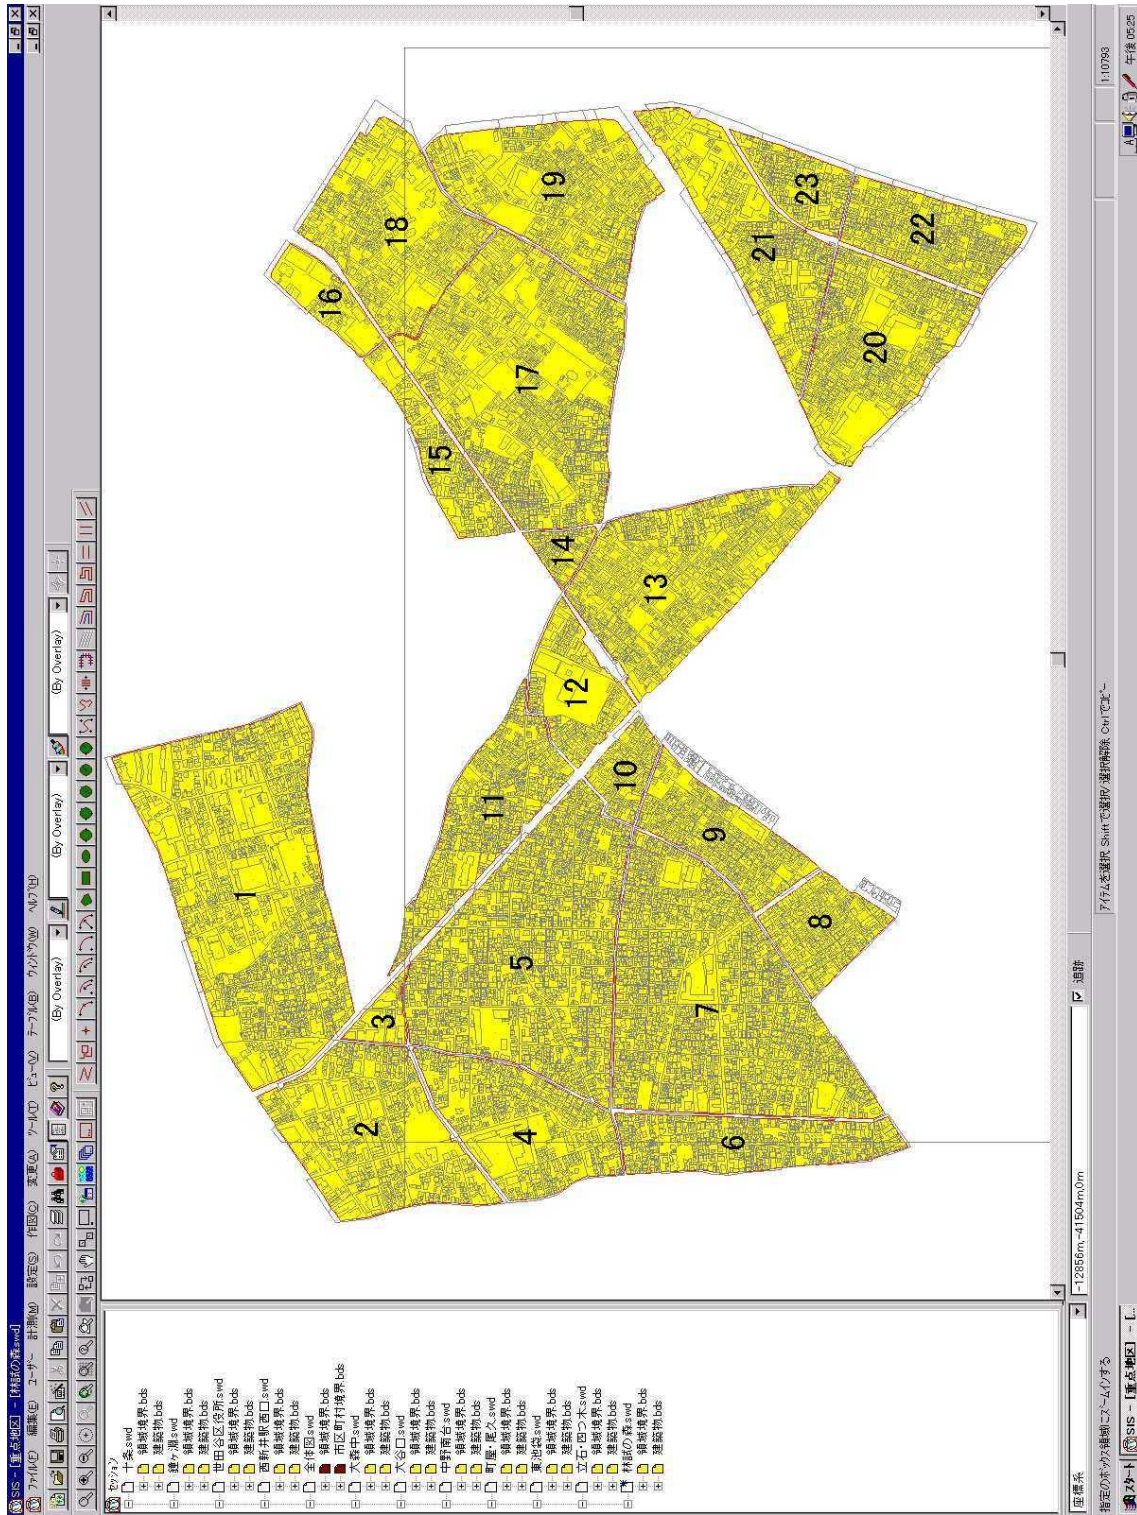 SIS - [重点地区] - [林試の森.swd]
ファイル(F) 編集(E) ユーザー 計測(M) 設定(S) 作図(O) 変更(A) ツール(T) ビュー(V) テーブル(B) ウィンドウ(W) ヘルプ(H)
(By Overlay) (By Overlay) (By Overlay)
セッション
十条.swd
領域境界.bds
建築物.bds
鐘ヶ淵.swd
領域境界.bds
建築物.bds
世田谷区役所.swd
領域境界.bds
建築物.bds
西新井駅西口.swd
領域境界.bds
建築物.bds
全体図.swd
領域境界.bds
市区町村境界.bds
大森中.swd
領域境界.bds
建築物.bds
大谷口.swd
領域境界.bds
建築物.bds
中野南台.swd
領域境界.bds
建築物.bds
町屋・尾久.swd
領域境界.bds
建築物.bds
東池袋.swd
領域境界.bds
建築物.bds
立石・四つ木.swd
領域境界.bds
建築物.bds
林試の森.swd
領域境界.bds
建築物.bds
1
2
3
4
5
6
7
8
9
10
11
12
13
14
15
16
17
18
19
20
21
22
23
座標系 -12856m,-41504m,0m 追跡
指定のボックス領域にズームインする アイテムを選択 Shiftで選択/選択解除 Ctrlでコピー 1:10793
スタート SIS - [重点地区] - [... A 午後 05:25